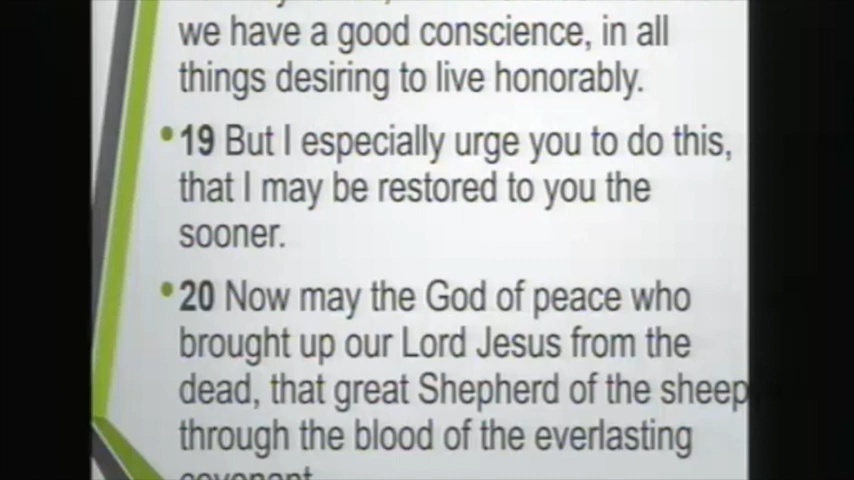 we have a good conscience, in all
things desiring to live honorably.
•19 But I especially urge you to do this,
that I may be restored to you the
sooner.
•20 Now may the God of peace who
brought up our Lord Jesus from the
dead, that great Shepherd of the sheep,
through the blood of the everlasting
covenant